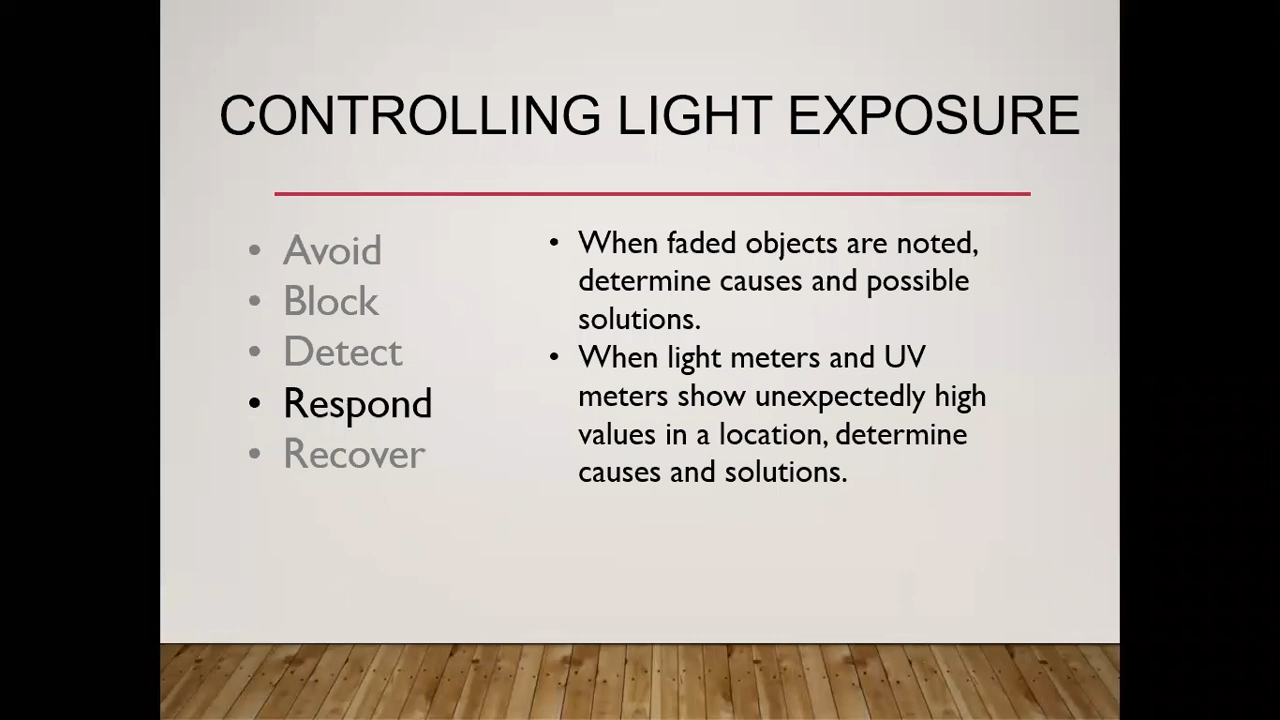 CONTROLLING LIGHT EXPOSURE
• Avoid
• Block
• Detect
• Respond
• Recover
• When faded objects are noted,
determine causes and possible
solutions.
• When light meters and UV
meters show unexpectedly high
values in a location, determine
causes and solutions.